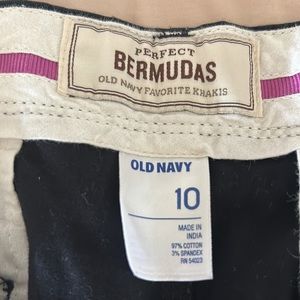 PERFECT
BERMUDAS
OLD NAVY FAVORITE KHAKIS
OLD NAVY
10
MADE IN
INDIA
97% COTTON
3% SPANDEX
RN 54023